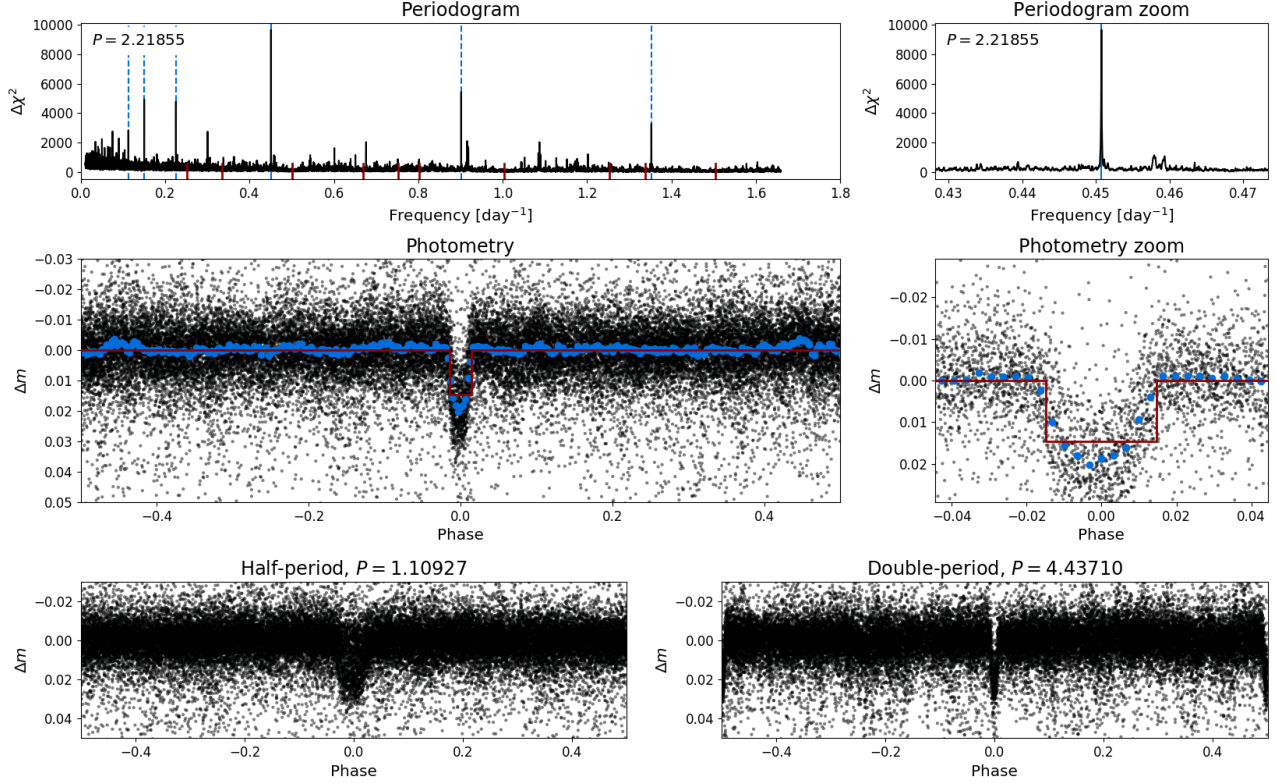 Periodogram
P = 2.21855
10000
8000
6000
4000
2000
0
Δχ²
0.0 0.2 0.4 0.6 0.8 1.0 1.2 1.4 1.6 1.8
Frequency [day⁻¹]
Periodogram zoom
P = 2.21855
10000
8000
6000
4000
2000
0
Δχ²
0.43 0.44 0.45 0.46 0.47
Frequency [day⁻¹]
Photometry
−0.03
−0.02
−0.01
0.00
0.01
0.02
0.03
0.04
0.05
Δm
−0.4 −0.2 0.0 0.2 0.4
Phase
Photometry zoom
−0.02
−0.01
0.00
0.01
0.02
Δm
−0.04 −0.02 0.00 0.02 0.04
Phase
Half-period, P = 1.10927
−0.02
0.00
0.02
0.04
Δm
−0.4 −0.2 0.0 0.2 0.4
Phase
Double-period, P = 4.43710
−0.02
0.00
0.02
0.04
Δm
−0.4 −0.2 0.0 0.2 0.4
Phase